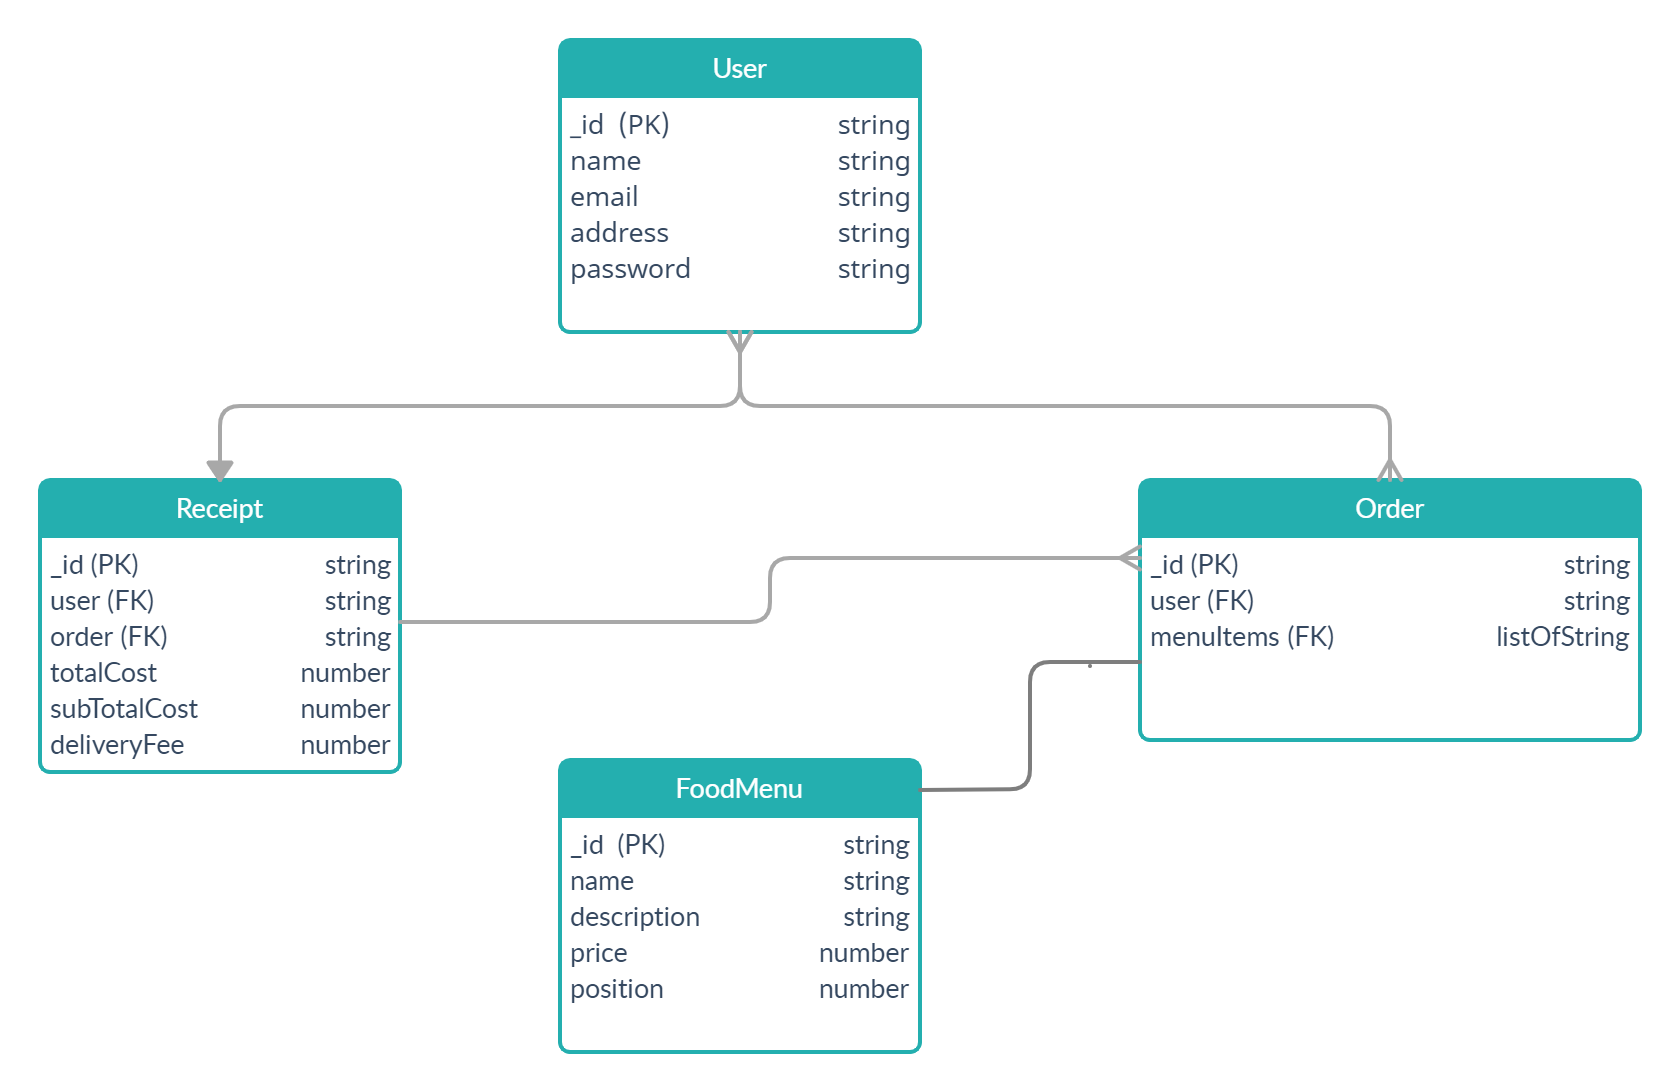 User
_id (PK) string
name string
email string
address string
password string
Receipt
_id (PK) string
user (FK) string
order (FK) string
totalCost number
subTotalCost number
deliveryFee number
Order
_id (PK) string
user (FK) string
menuItems (FK) listOfString
FoodMenu
_id (PK) string
name string
description string
price number
position number